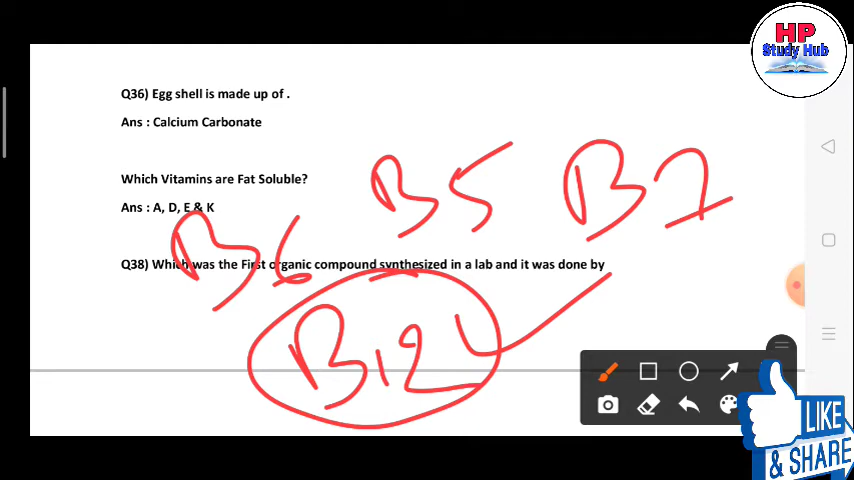 HP
Study Hub
Q36) Egg shell is made up of .
Ans : Calcium Carbonate
Which Vitamins are Fat Soluble?
Ans : A, D, E & K
B5
B7
B6
Q38) Which was the First organic compound synthesized in a lab and it was done by
B12
LIKE
& SHARE